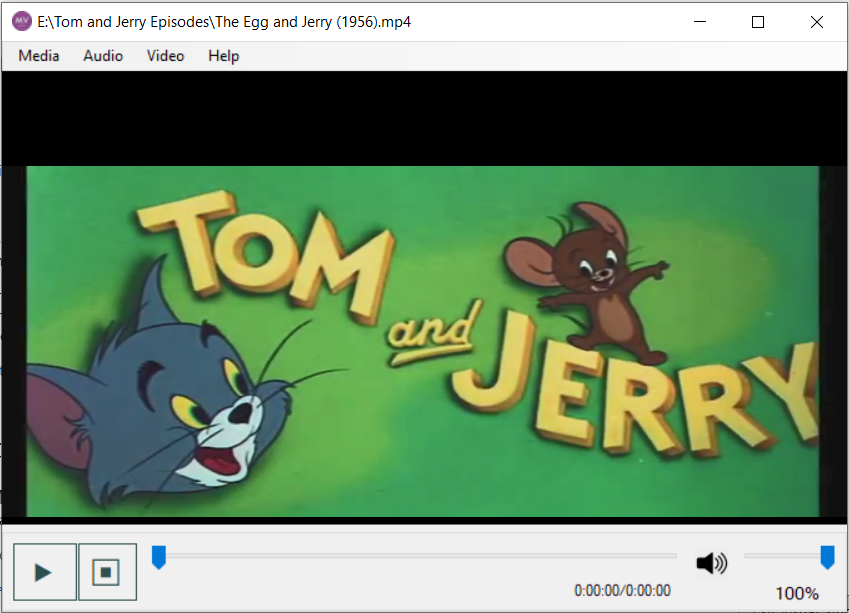 MV
E:\Tom and Jerry Episodes\The Egg and Jerry (1956).mp4
Media Audio Video Help
TOM
and
JERRY
0:00:00/0:00:00
100%